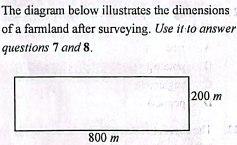 The diagram below illustrates the dimensions
of a farmland after surveying. Use it to answer
questions 7 and 8.
200 m
800 m